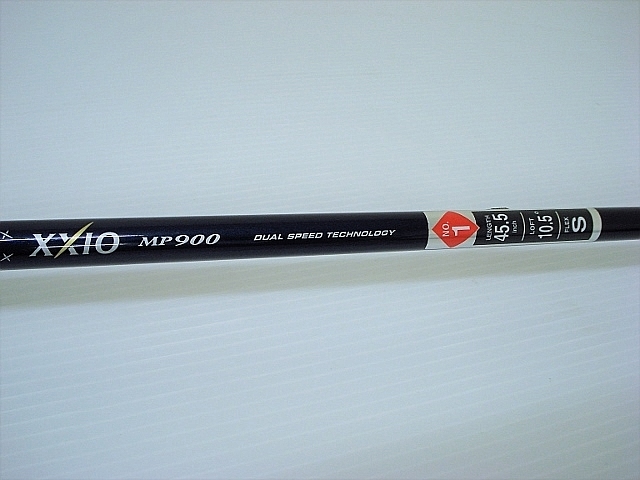 XXIO MP900 DUAL SPEED TECHNOLOGY
NO.
1
LENGTH
45.5
inch
LOFT
10.5°
FLEX
S